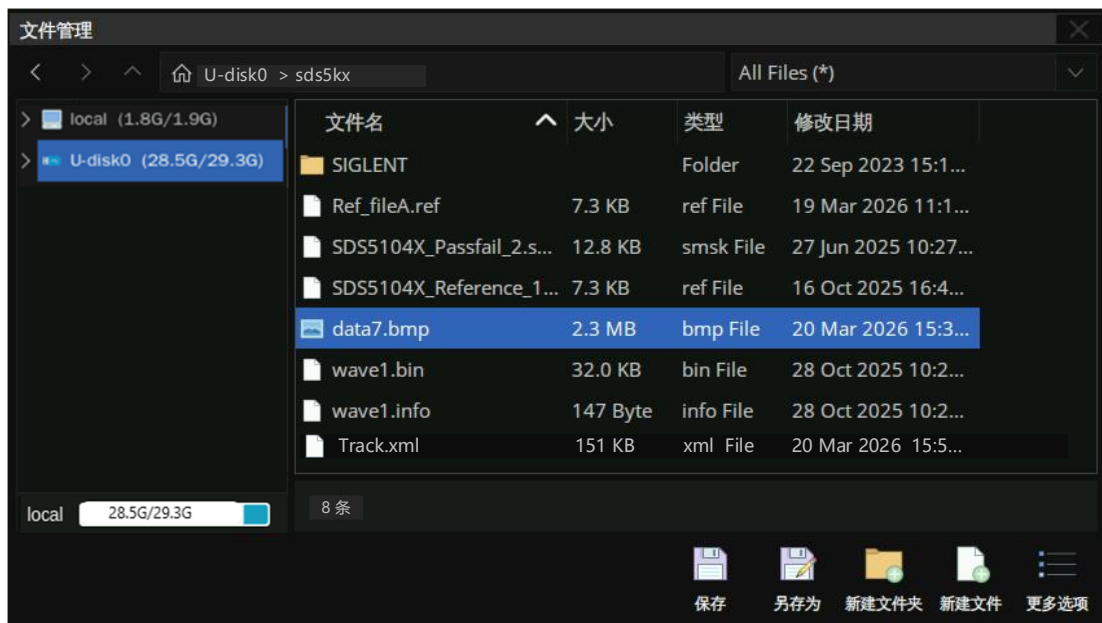 文件管理
U-disk0 > sds5kx
All Files (*)
local (1.8G/1.9G)
U-disk0 (28.5G/29.3G)
文件名 大小 类型 修改日期
SIGLENT Folder 22 Sep 2023 15:1...
Ref_fileA.ref 7.3 KB ref File 19 Mar 2026 11:1...
SDS5104X_Passfail_2.s... 12.8 KB smsk File 27 Jun 2025 10:27...
SDS5104X_Reference_1... 7.3 KB ref File 16 Oct 2025 16:4...
data7.bmp 2.3 MB bmp File 20 Mar 2026 15:3...
wave1.bin 32.0 KB bin File 28 Oct 2025 10:2...
wave1.info 147 Byte info File 28 Oct 2025 10:2...
Track.xml 151 KB xml File 20 Mar 2026 15:5...
local 28.5G/29.3G
8 条
保存 另存为 新建文件夹 新建文件 更多选项